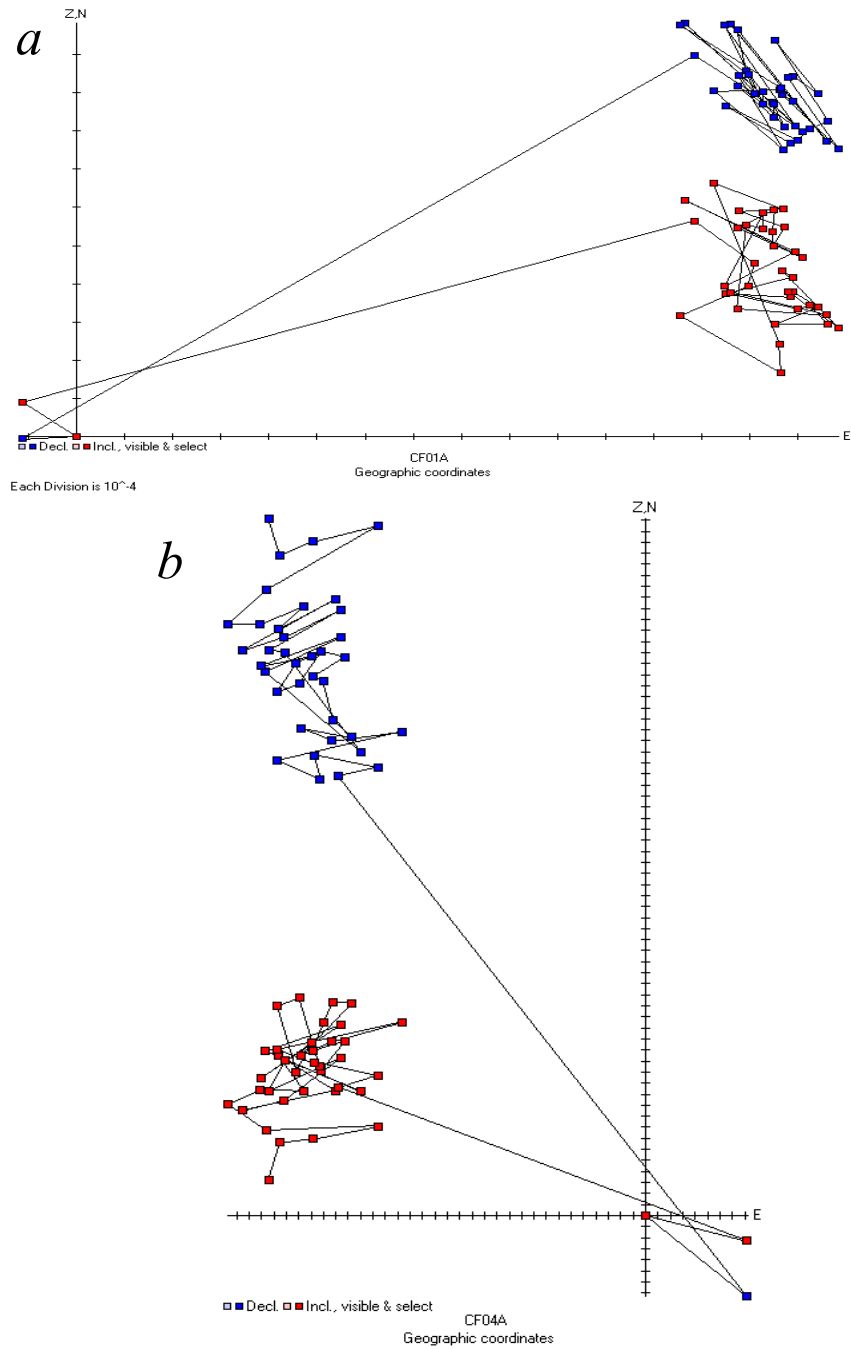 a
Z,N
E
Decl. Incl., visible & select
CF01A
Geographic coordinates
Each Division is 10^-4
b
Z,N
E
Decl. Incl., visible & select
CF04A
Geographic coordinates